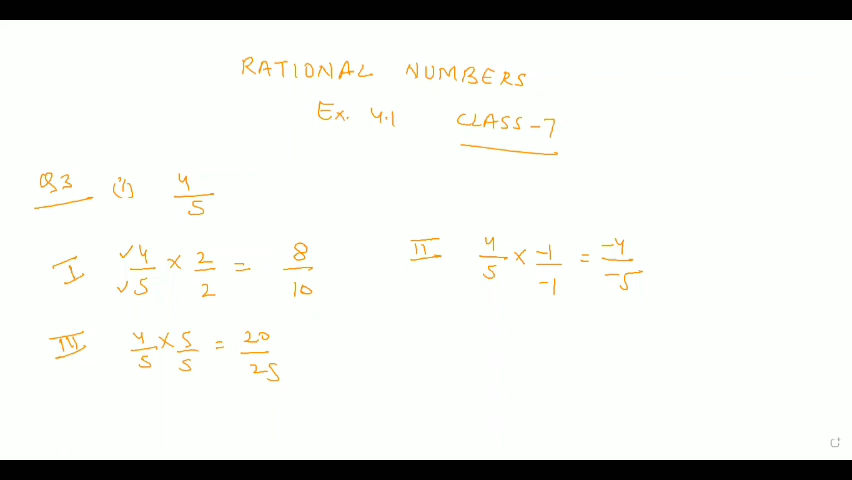 RATIONAL NUMBERS
Ex. 4.1 CLASS-7
Q3 (i) 4/5
I √4/√5 × 2/2 = 8/10
II 4/5 × -1/-1 = -4/-5
III 4/5 × 5/5 = 20/25